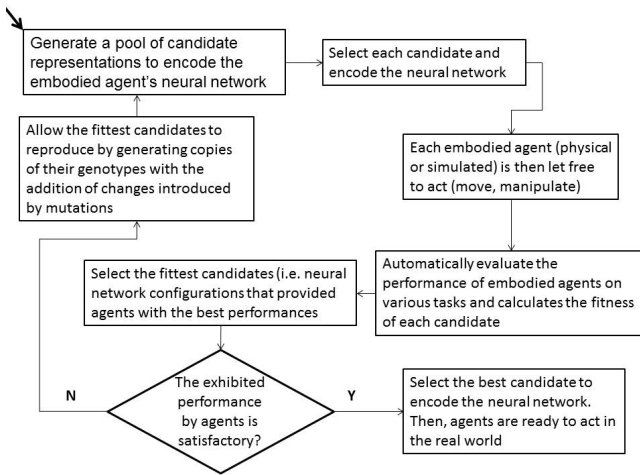 Generate a pool of candidate
representations to encode the
embodied agent's neural network
Select each candidate and
encode the neural network
Each embodied agent (physical
or simulated) is then let free
to act (move, manipulate)
Automatically evaluate the
performance of embodied agents on
various tasks and calculates the fitness
of each candidate
Select the fittest candidates (i.e. neural
network configurations that provided
agents with the best performances
The exhibited
performance
by agents is
satisfactory?
N
Allow the fittest candidates to
reproduce by generating copies
of their genotypes with the
addition of changes introduced
by mutations
Y
Select the best candidate to
encode the neural network.
Then, agents are ready to act in
the real world